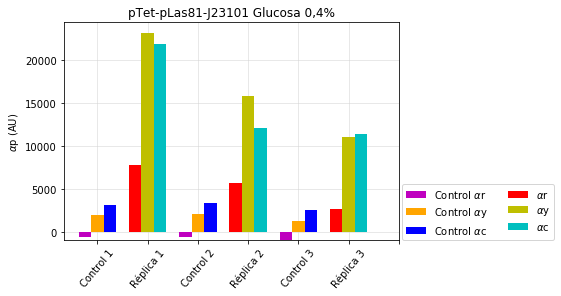 pTet-pLas81-J23101 Glucosa 0,4%
αp (AU)
20000
15000
10000
5000
0
Control 1
Réplica 1
Control 2
Réplica 2
Control 3
Réplica 3
Control αr
Control αy
Control αc
αr
αy
αc